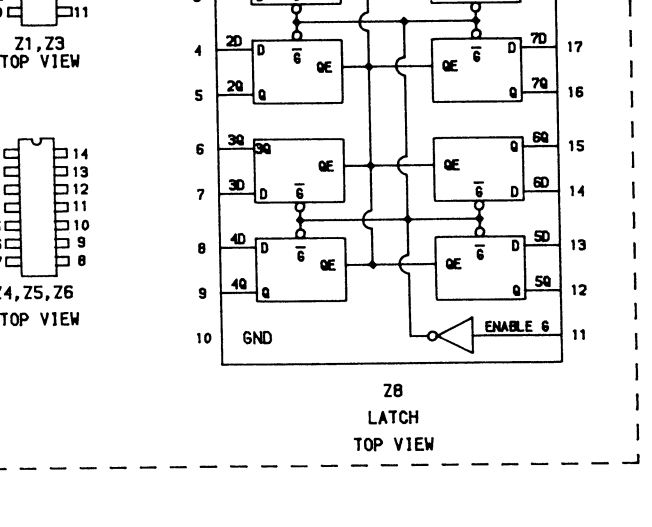 11
Z1,Z3
TOP VIEW
14
13
12
11
10
9
8
Z4,Z5,Z6
TOP VIEW
4 2D D G QE QE G D 7D 17
5 2Q Q Q 7Q 16
6 3Q 3Q QE QE Q 6Q 15
7 3D D G G D 6D 14
8 4D D G QE QE G D 5D 13
9 4Q Q Q 5Q 12
10 GND ENABLE G 11
Z8
LATCH
TOP VIEW